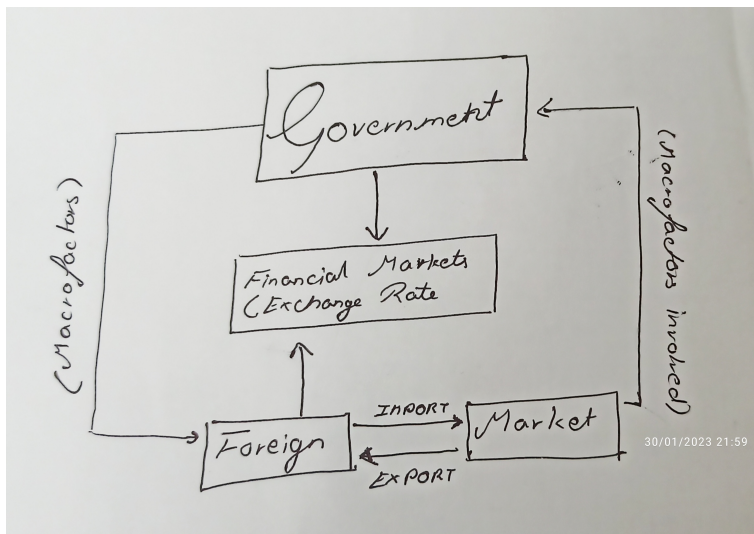 Government
(Macrofactors)
(Macrofactors involved)
Financial Markets
(Exchange Rate
IMPORT
Foreign
Market
EXPORT
30/01/2023 21:59